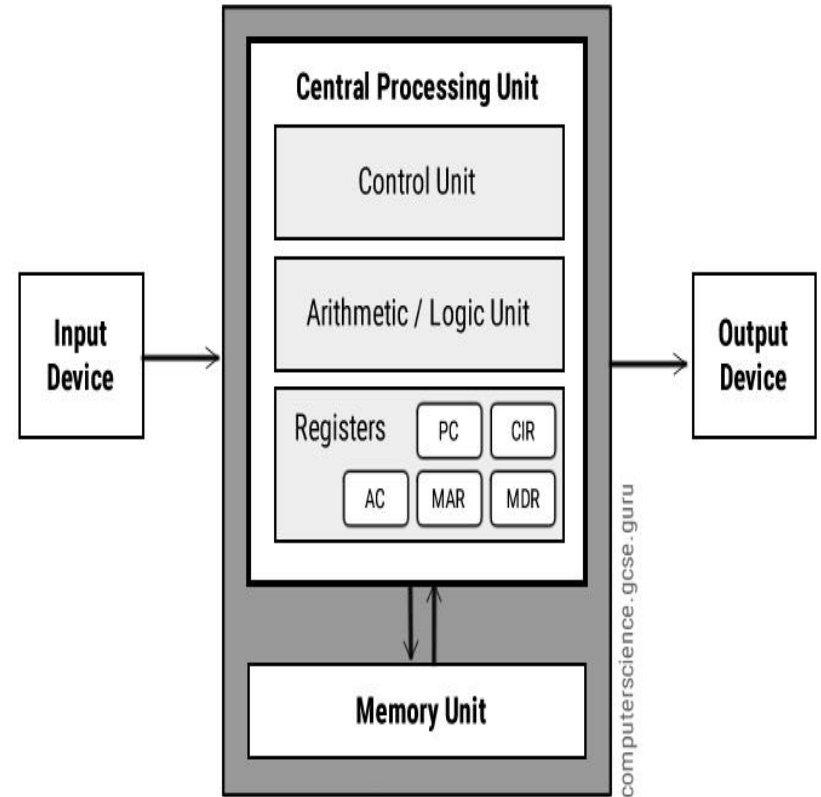 Central Processing Unit
Control Unit
Arithmetic / Logic Unit
Input
Device
Output
Device
Registers
PC
CIR
AC
MAR
MDR
Memory Unit
computerscience.gcse.guru